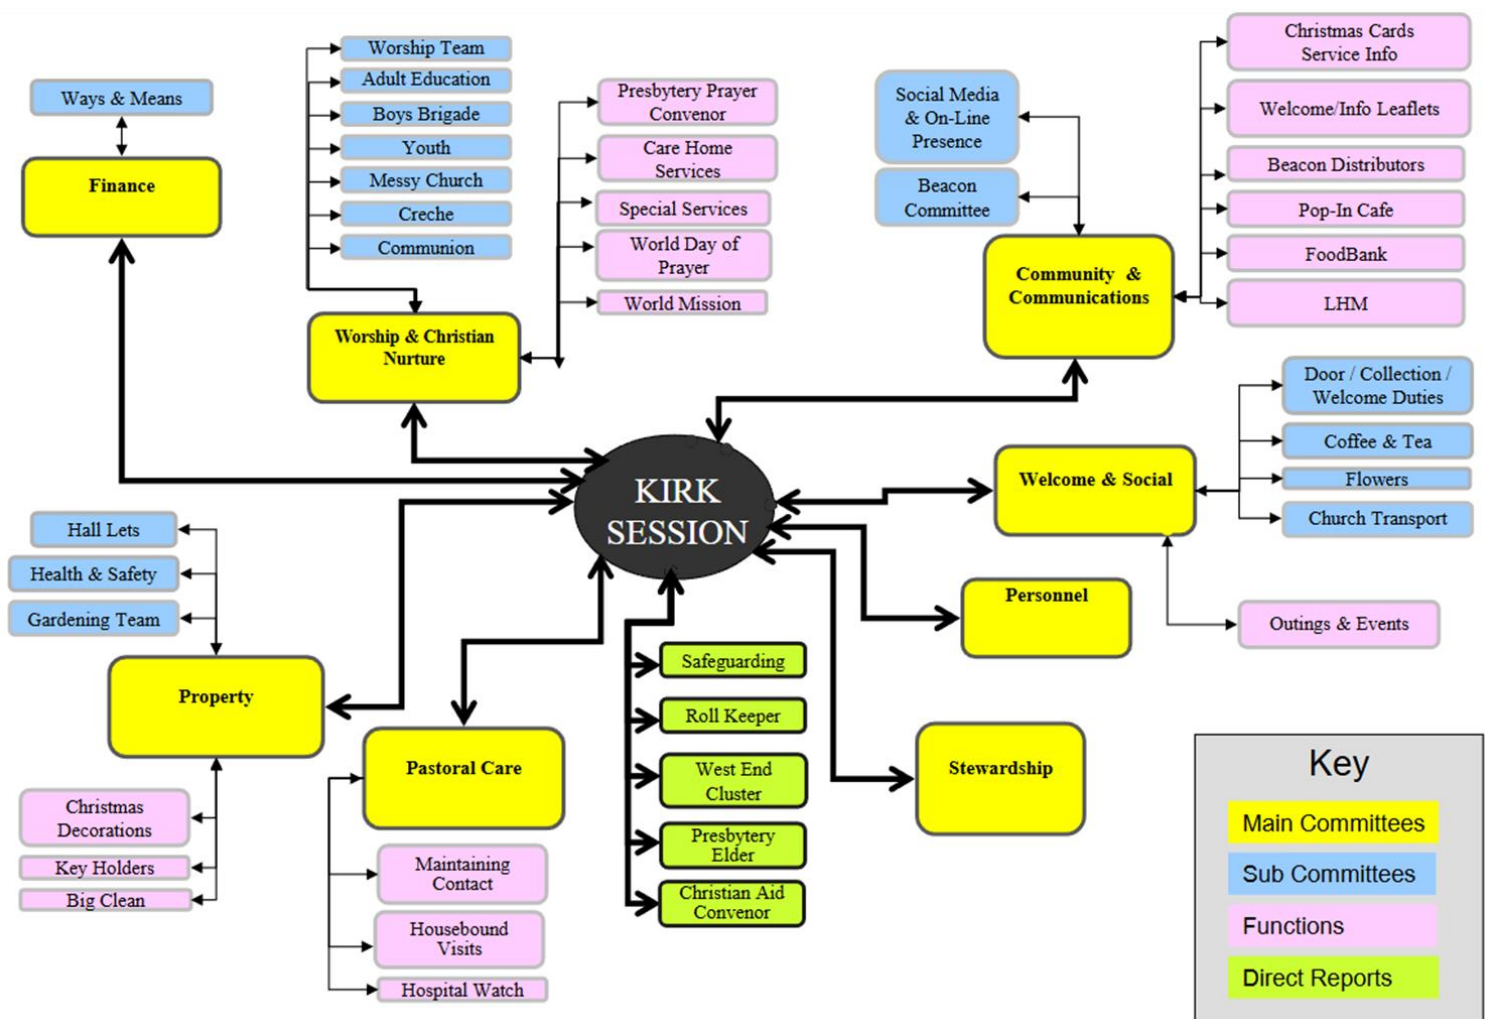 Ways & Means
Finance
Worship Team
Adult Education
Boys Brigade
Youth
Messy Church
Creche
Communion
Presbytery Prayer
Convenor
Care Home
Services
Special Services
World Day of
Prayer
World Mission
Worship & Christian
Nurture
Social Media
& On-Line
Presence
Beacon
Committee
Community &
Communications
Christmas Cards
Service Info
Welcome/Info Leaflets
Beacon Distributors
Pop-In Cafe
FoodBank
LHM
KIRK
SESSION
Welcome & Social
Door / Collection /
Welcome Duties
Coffee & Tea
Flowers
Church Transport
Outings & Events
Personnel
Stewardship
Hall Lets
Health & Safety
Gardening Team
Property
Christmas
Decorations
Key Holders
Big Clean
Pastoral Care
Maintaining
Contact
Housebound
Visits
Hospital Watch
Safeguarding
Roll Keeper
West End
Cluster
Presbytery
Elder
Christian Aid
Convenor
Key
Main Committees
Sub Committees
Functions
Direct Reports